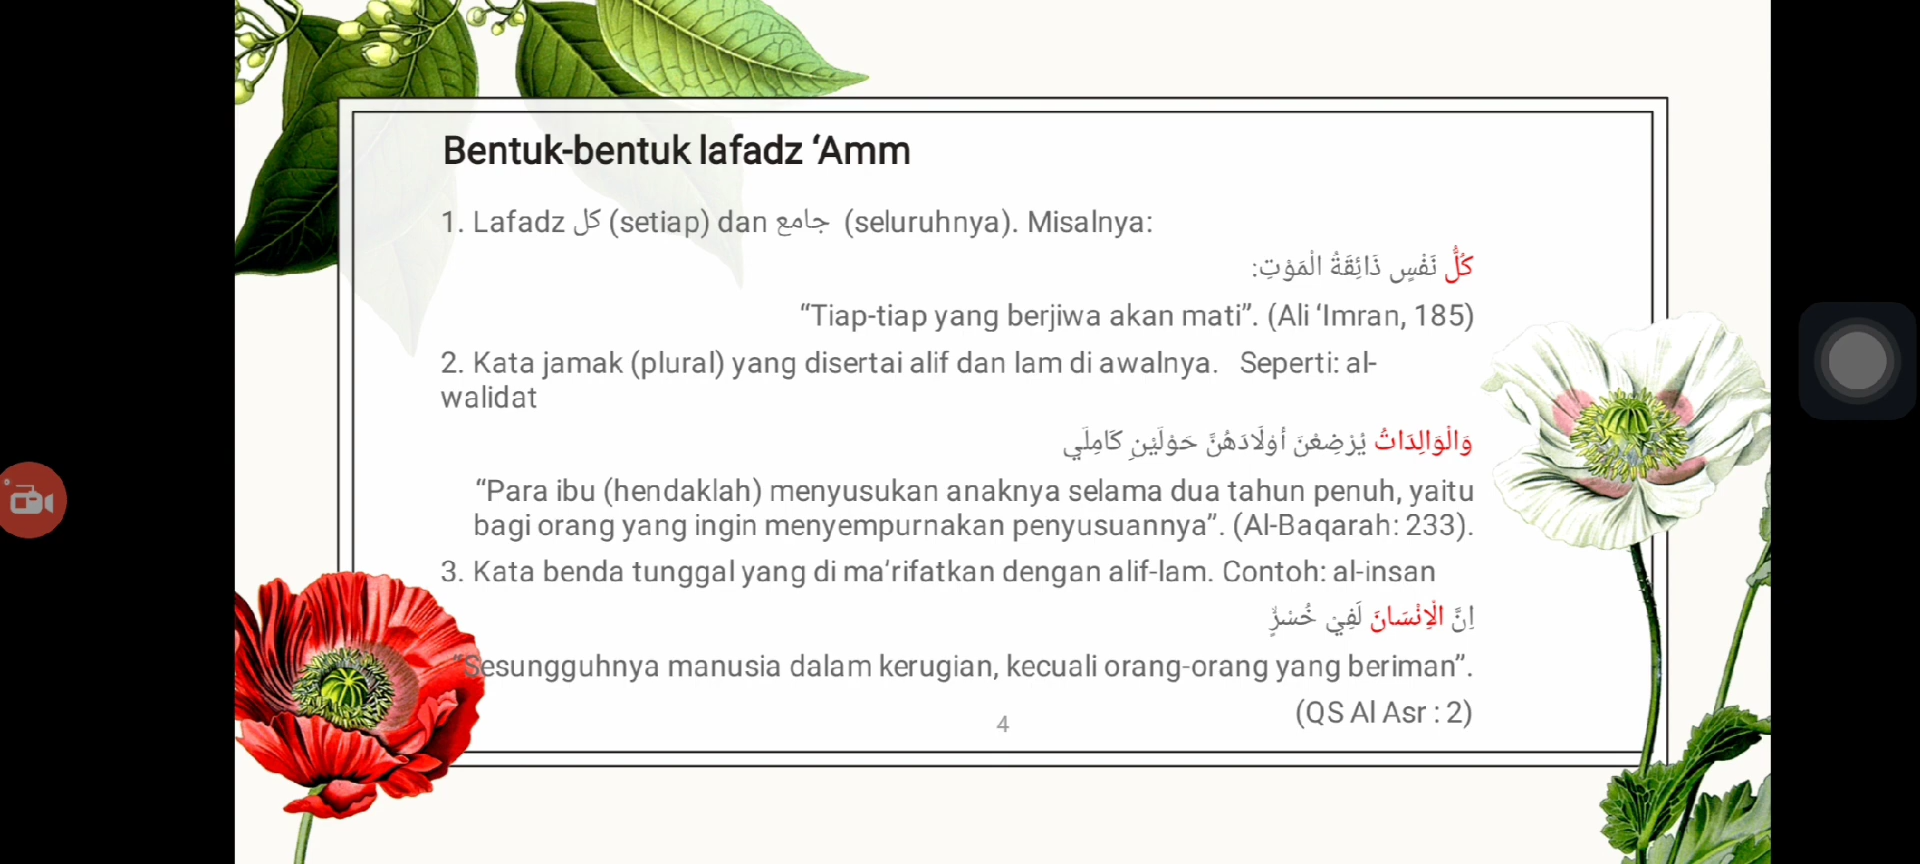 Bentuk-bentuk lafadz ‘Amm
1. Lafadz كل (setiap) dan جامع (seluruhnya). Misalnya:
كُلُّ نَفْسٍ ذَائِقَةُ الْمَوْتِ:
“Tiap-tiap yang berjiwa akan mati”. (Ali ‘Imran, 185)
2. Kata jamak (plural) yang disertai alif dan lam di awalnya. Seperti: al-
walidat
وَالْوَالِدَاتُ يُرْضِعْنَ أَوْلَادَهُنَّ حَوْلَيْنِ كَامِلَيْ
“Para ibu (hendaklah) menyusukan anaknya selama dua tahun penuh, yaitu
bagi orang yang ingin menyempurnakan penyusuannya”. (Al-Baqarah: 233).
3. Kata benda tunggal yang di ma’rifatkan dengan alif-lam. Contoh: al-insan
اِنَّ الْاِنْسَانَ لَفِيْ خُسْرٍ
“Sesungguhnya manusia dalam kerugian, kecuali orang-orang yang beriman”.
(QS Al Asr : 2)
4